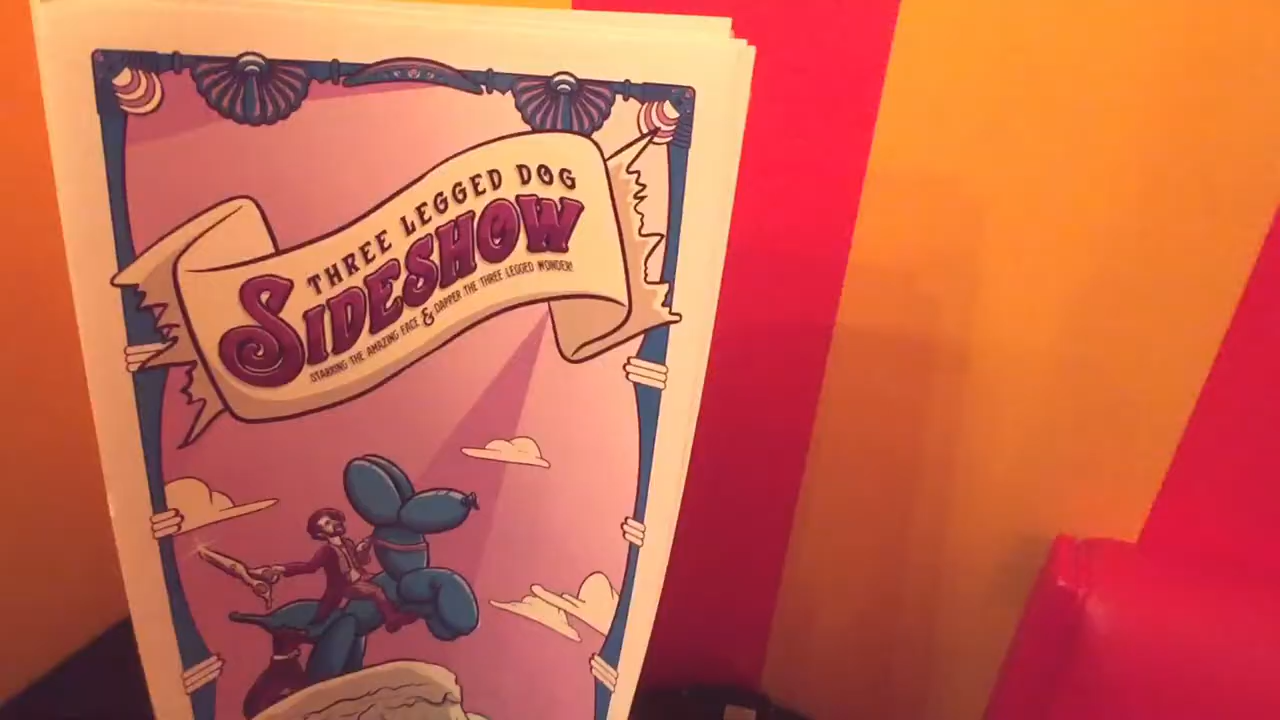 THREE LEGGED DOG
SIDESHOW
STARRING THE AMAZING FACE & DAPPER THE THREE LEGGED WONDER!